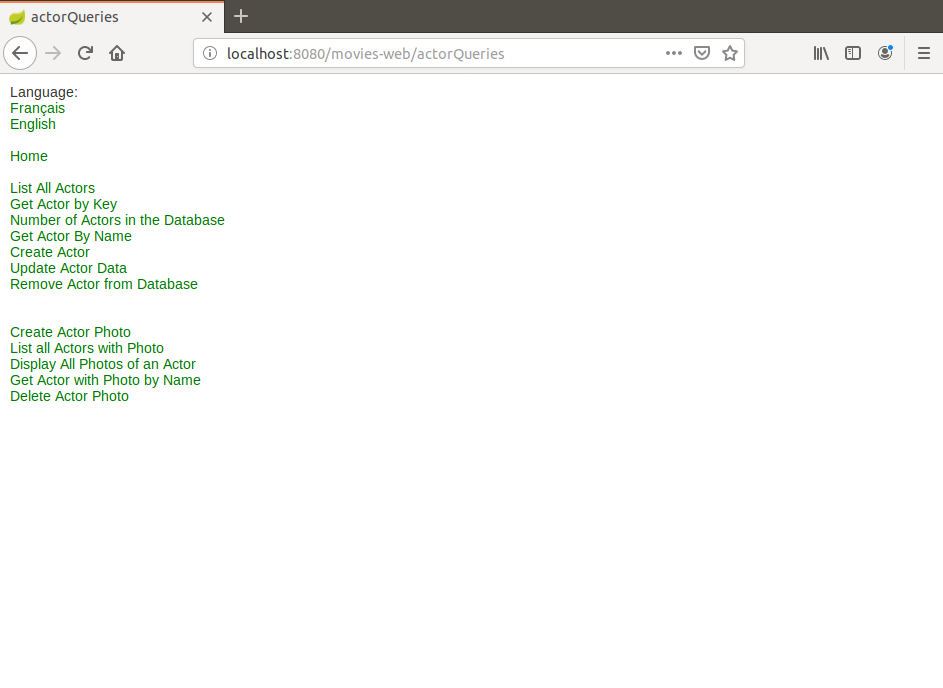 actorQueries
localhost:8080/movies-web/actorQueries
Language:
Français
English
Home
List All Actors
Get Actor by Key
Number of Actors in the Database
Get Actor By Name
Create Actor
Update Actor Data
Remove Actor from Database
Create Actor Photo
List all Actors with Photo
Display All Photos of an Actor
Get Actor with Photo by Name
Delete Actor Photo